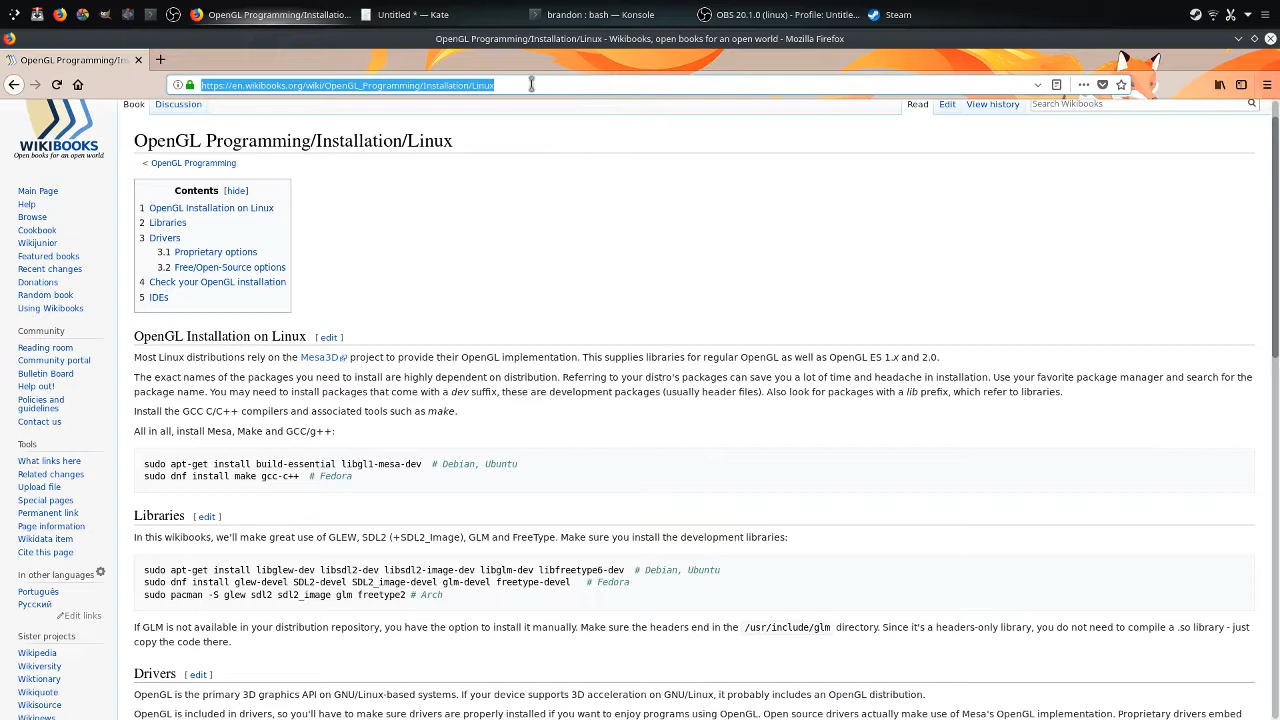 OpenGL Programming/Installatio...
Untitled * — Kate
brandon : bash — Konsole
OBS 20.1.0 (linux) - Profile: Untitle...
Steam
OpenGL Programming/Installation/Linux - Wikibooks, open books for an open world - Mozilla Firefox
OpenGL Programming/Ins
https://en.wikibooks.org/wiki/OpenGL_Programming/Installation/Linux
Book Discussion Read Edit View history Search Wikibooks
WIKIBOOKS
Open books for an open world
OpenGL Programming/Installation/Linux
< OpenGL Programming
Contents [hide]
1 OpenGL Installation on Linux
2 Libraries
3 Drivers
3.1 Proprietary options
3.2 Free/Open-Source options
4 Check your OpenGL installation
5 IDEs
Main Page
Help
Browse
Cookbook
Wikijunior
Featured books
Recent changes
Donations
Random book
Using Wikibooks
Community
Reading room
Community portal
Bulletin Board
Help out!
Policies and
guidelines
Contact us
Tools
What links here
Related changes
Upload file
Special pages
Permanent link
Page information
Wikidata item
Cite this page
In other languages
Português
Русский
Edit links
Sister projects
Wikipedia
Wikiversity
Wiktionary
Wikiquote
Wikisource
Wikinews
OpenGL Installation on Linux [ edit ]
Most Linux distributions rely on the Mesa3D project to provide their OpenGL implementation. This supplies libraries for regular OpenGL as well as OpenGL ES 1.x and 2.0.
The exact names of the packages you need to install are highly dependent on distribution. Referring to your distro's packages can save you a lot of time and headache in installation. Use your favorite package manager and search for the
package name. You may need to install packages that come with a dev suffix, these are development packages (usually header files). Also look for packages with a lib prefix, which refer to libraries.
Install the GCC C/C++ compilers and associated tools such as make.
All in all, install Mesa, Make and GCC/g++:
sudo apt-get install build-essential libgl1-mesa-dev # Debian, Ubuntu
sudo dnf install make gcc-c++ # Fedora
Libraries [ edit ]
In this wikibooks, we'll make great use of GLEW, SDL2 (+SDL2_Image), GLM and FreeType. Make sure you install the development libraries:
sudo apt-get install libglew-dev libsdl2-dev libsdl2-image-dev libglm-dev libfreetype6-dev # Debian, Ubuntu
sudo dnf install glew-devel SDL2-devel SDL2_image-devel glm-devel freetype-devel # Fedora
sudo pacman -S glew sdl2 sdl2_image glm freetype2 # Arch
If GLM is not available in your distribution repository, you have the option to install it manually. Make sure the headers end in the /usr/include/glm directory. Since it's a headers-only library, you do not need to compile a .so library - just
copy the code there.
Drivers [ edit ]
OpenGL is the primary 3D graphics API on GNU/Linux-based systems. If your device supports 3D acceleration on GNU/Linux, it probably includes an OpenGL distribution.
OpenGL is included in drivers, so you'll have to make sure drivers are properly installed if you want to enjoy programs using OpenGL. Open source drivers actually make use of Mesa's OpenGL implementation. Proprietary drivers embed